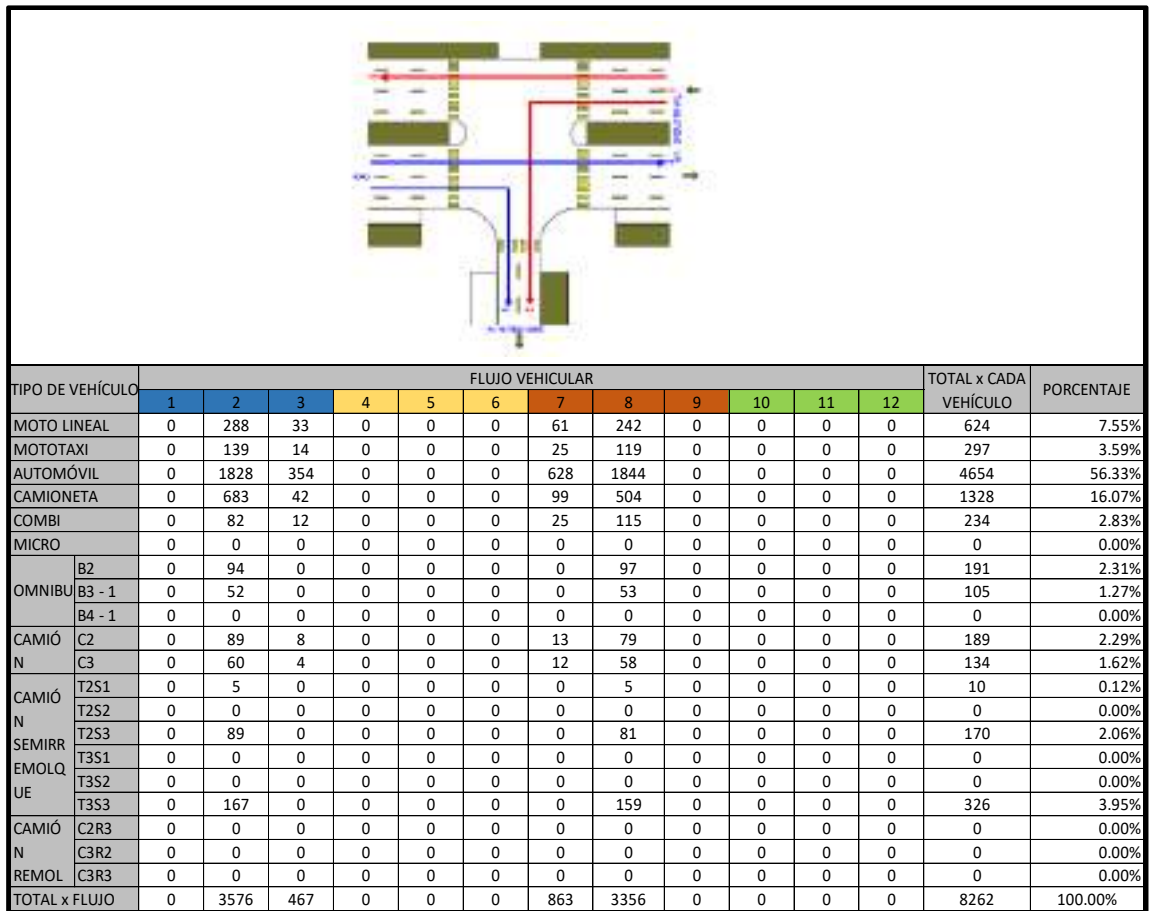 TIPO DE VEHÍCULO FLUJO VEHICULAR TOTAL x CADA VEHÍCULO PORCENTAJE
1 2 3 4 5 6 7 8 9 10 11 12
MOTO LINEAL 0 288 33 0 0 0 61 242 0 0 0 0 624 7.55%
MOTOTAXI 0 139 14 0 0 0 25 119 0 0 0 0 297 3.59%
AUTOMÓVIL 0 1828 354 0 0 0 628 1844 0 0 0 0 4654 56.33%
CAMIONETA 0 683 42 0 0 0 99 504 0 0 0 0 1328 16.07%
COMBI 0 82 12 0 0 0 25 115 0 0 0 0 234 2.83%
MICRO 0 0 0 0 0 0 0 0 0 0 0 0 0 0.00%
OMNIBU B2 0 94 0 0 0 0 0 97 0 0 0 0 191 2.31%
B3 - 1 0 52 0 0 0 0 0 53 0 0 0 0 105 1.27%
B4 - 1 0 0 0 0 0 0 0 0 0 0 0 0 0 0.00%
CAMIÓ N C2 0 89 8 0 0 0 13 79 0 0 0 0 189 2.29%
C3 0 60 4 0 0 0 12 58 0 0 0 0 134 1.62%
CAMIÓ N SEMIRR EMOLQ UE T2S1 0 5 0 0 0 0 0 5 0 0 0 0 10 0.12%
T2S2 0 0 0 0 0 0 0 0 0 0 0 0 0 0.00%
T2S3 0 89 0 0 0 0 0 81 0 0 0 0 170 2.06%
T3S1 0 0 0 0 0 0 0 0 0 0 0 0 0 0.00%
T3S2 0 0 0 0 0 0 0 0 0 0 0 0 0 0.00%
T3S3 0 167 0 0 0 0 0 159 0 0 0 0 326 3.95%
CAMIÓ N REMOL C2R3 0 0 0 0 0 0 0 0 0 0 0 0 0 0.00%
C3R2 0 0 0 0 0 0 0 0 0 0 0 0 0 0.00%
C3R3 0 0 0 0 0 0 0 0 0 0 0 0 0 0.00%
TOTAL x FLUJO 0 3576 467 0 0 0 863 3356 0 0 0 0 8262 100.00%